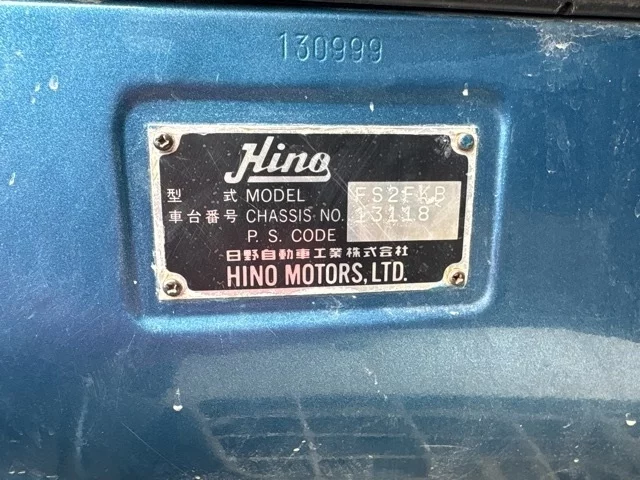 130999
Hino
型式 MODEL FS2FKB
車台番号 CHASSIS NO. 13118
P. S. CODE
日野自動車工業株式会社
HINO MOTORS, LTD.